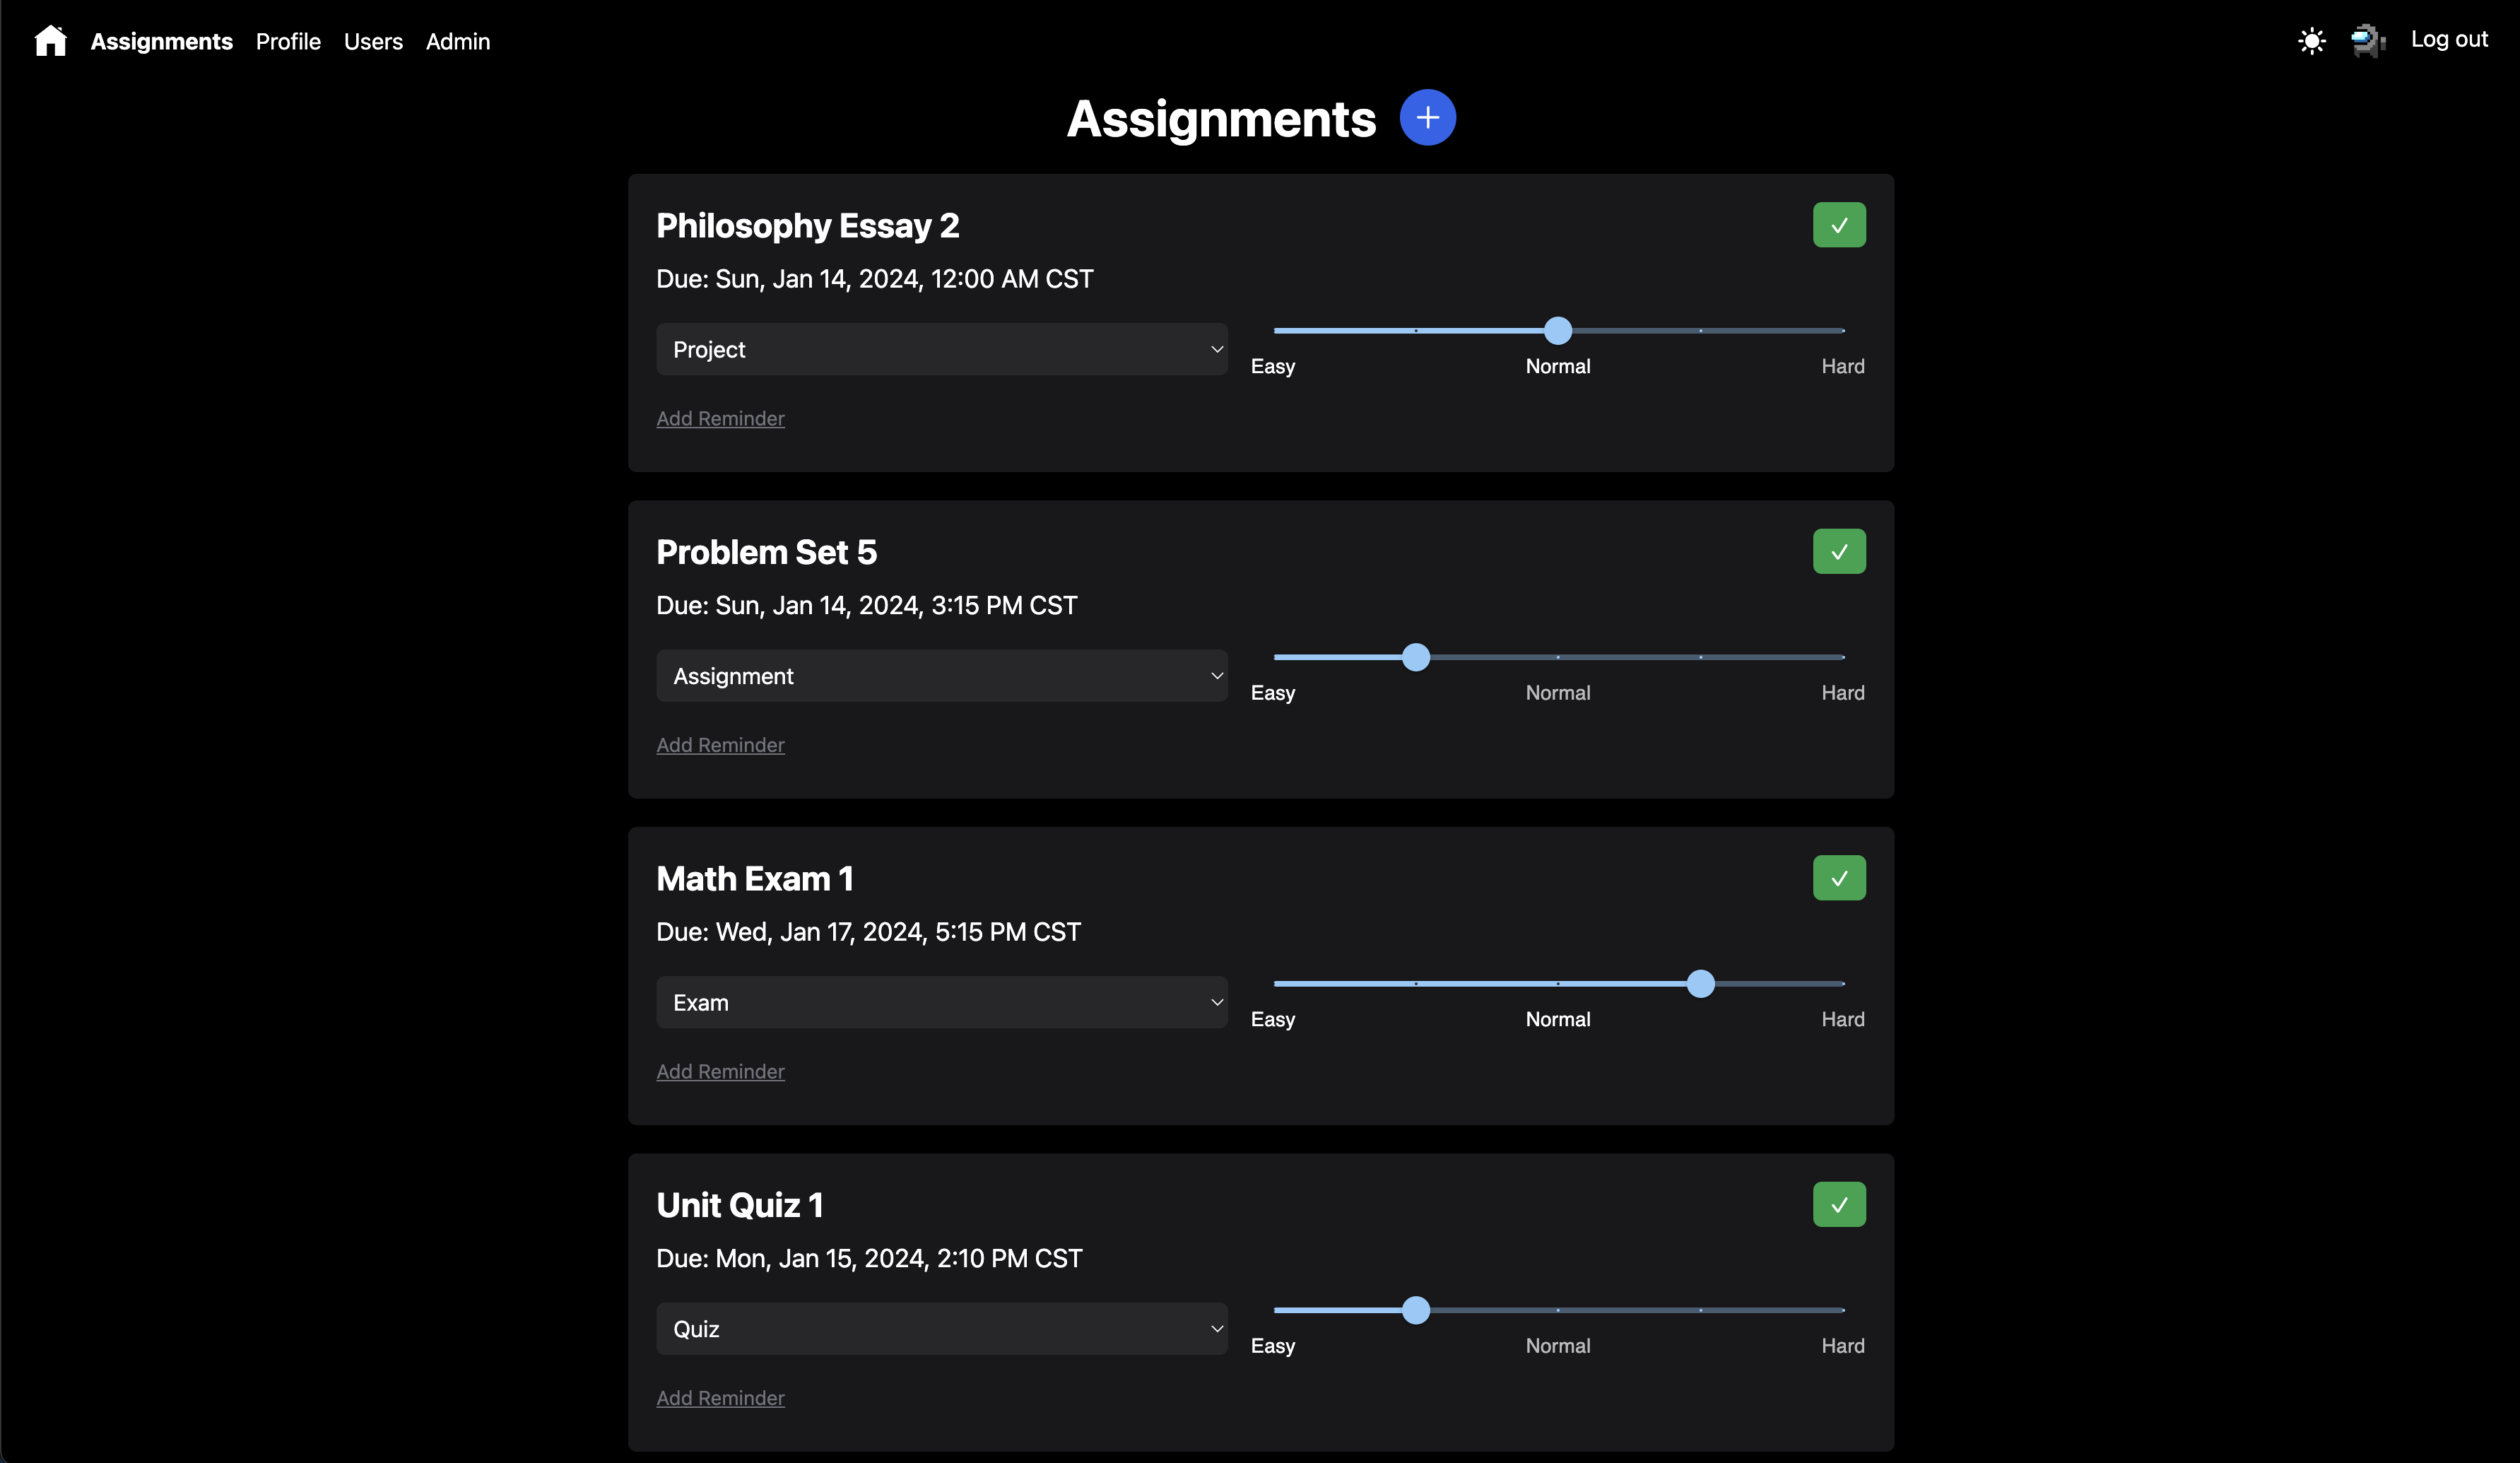 Assignments Profile Users Admin Log out
Assignments
Philosophy Essay 2
Due: Sun, Jan 14, 2024, 12:00 AM CST
Project
Easy Normal Hard
Add Reminder
Problem Set 5
Due: Sun, Jan 14, 2024, 3:15 PM CST
Assignment
Easy Normal Hard
Add Reminder
Math Exam 1
Due: Wed, Jan 17, 2024, 5:15 PM CST
Exam
Easy Normal Hard
Add Reminder
Unit Quiz 1
Due: Mon, Jan 15, 2024, 2:10 PM CST
Quiz
Easy Normal Hard
Add Reminder